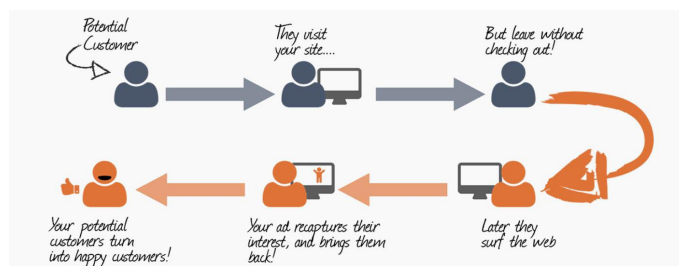 Potential
Customer
They visit
your site....
But leave without
checking out!
Later they
surf the web
Your ad recaptures their
interest, and brings them
back!
Your potential
customers turn
into happy customers!